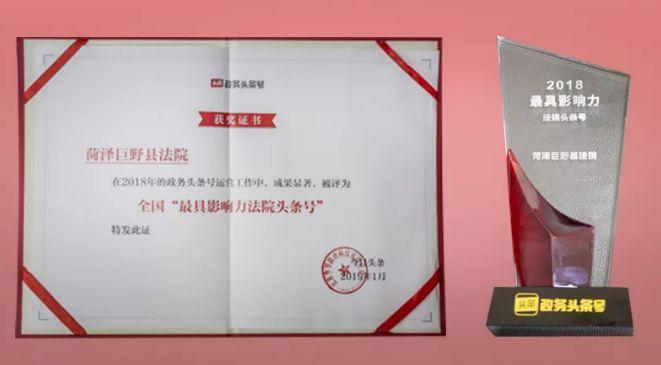 头条 政务头条号
获奖证书
菏泽巨野县法院
在2018年的政务头条号运营工作中,成果显著,被评为
全国“最具影响力法院头条号”
特发此证
今日头条
2019年1月
2018
最具影响力
法院头条号
菏泽巨野县法院
头条 政务头条号